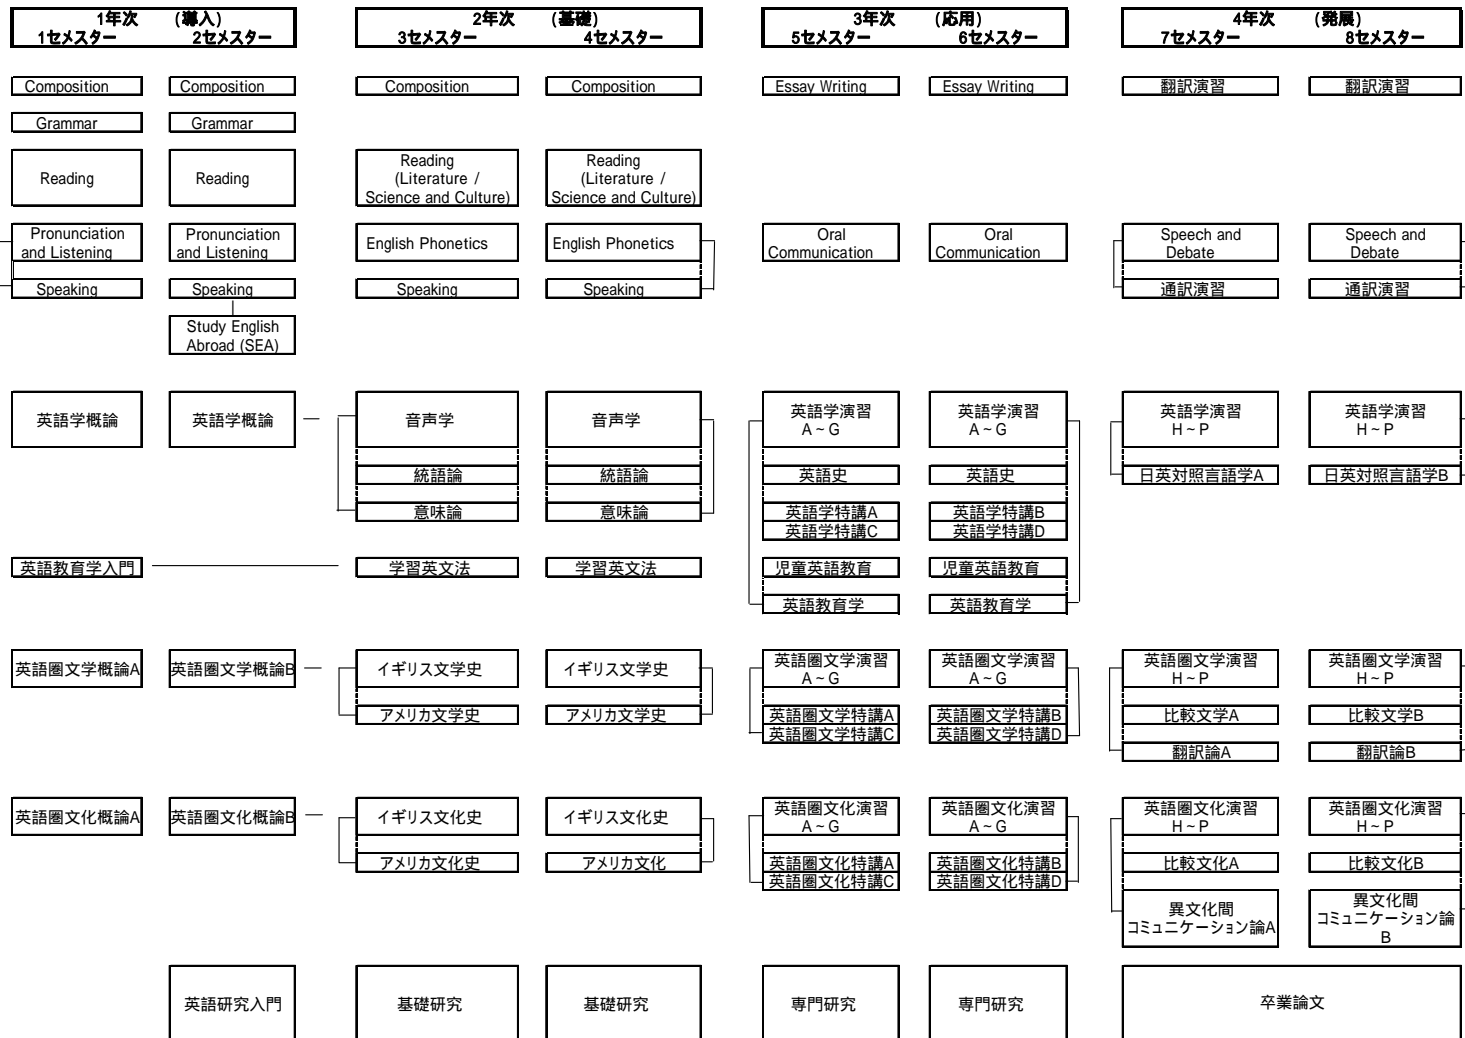 1年次 (導入) 2年次 (基礎) 3年次 (応用) 4年次 (発展)
1セメスター 2セメスター 3セメスター 4セメスター 5セメスター 6セメスター 7セメスター 8セメスター
Composition Composition Composition Composition Essay Writing Essay Writing 翻訳演習 翻訳演習
Grammar Grammar
Reading Reading
Reading
(Literature /
Science and Culture)
Reading
(Literature /
Science and Culture)
Pronunciation
and Listening
Pronunciation
and Listening
English Phonetics English Phonetics
Oral
Communication
Oral
Communication
Speech and
Debate
Speech and
Debate
Speaking Speaking Speaking Speaking 通訳演習 通訳演習
Study English
Abroad (SEA)
英語学概論 英語学概論 音声学 音声学
英語学演習
A~G
英語学演習
A~G
英語学演習
H~P
英語学演習
H~P
統語論 統語論 英語史 英語史 日英対照言語学A 日英対照言語学B
意味論 意味論 英語学特講A 英語学特講B
英語学特講C 英語学特講D
英語教育学入門 学習英文法 学習英文法 児童英語教育 児童英語教育
英語教育学 英語教育学
英語圏文学概論A 英語圏文学概論B イギリス文学史 イギリス文学史
英語圏文学演習
A~G
英語圏文学演習
A~G
英語圏文学演習
H~P
英語圏文学演習
H~P
アメリカ文学史 アメリカ文学史 英語圏文学特講A 英語圏文学特講B 比較文学A 比較文学B
英語圏文学特講C 英語圏文学特講D
翻訳論A 翻訳論B
英語圏文化概論A 英語圏文化概論B イギリス文化史 イギリス文化史
英語圏文化演習
A~G
英語圏文化演習
A~G
英語圏文化演習
H~P
英語圏文化演習
H~P
アメリカ文化史 アメリカ文化 英語圏文化特講A 英語圏文化特講B 比較文化A 比較文化B
英語圏文化特講C 英語圏文化特講D
異文化間
コミュニケーション論A
異文化間
コミュニケーション論
B
英語研究入門 基礎研究 基礎研究 専門研究 専門研究 卒業論文